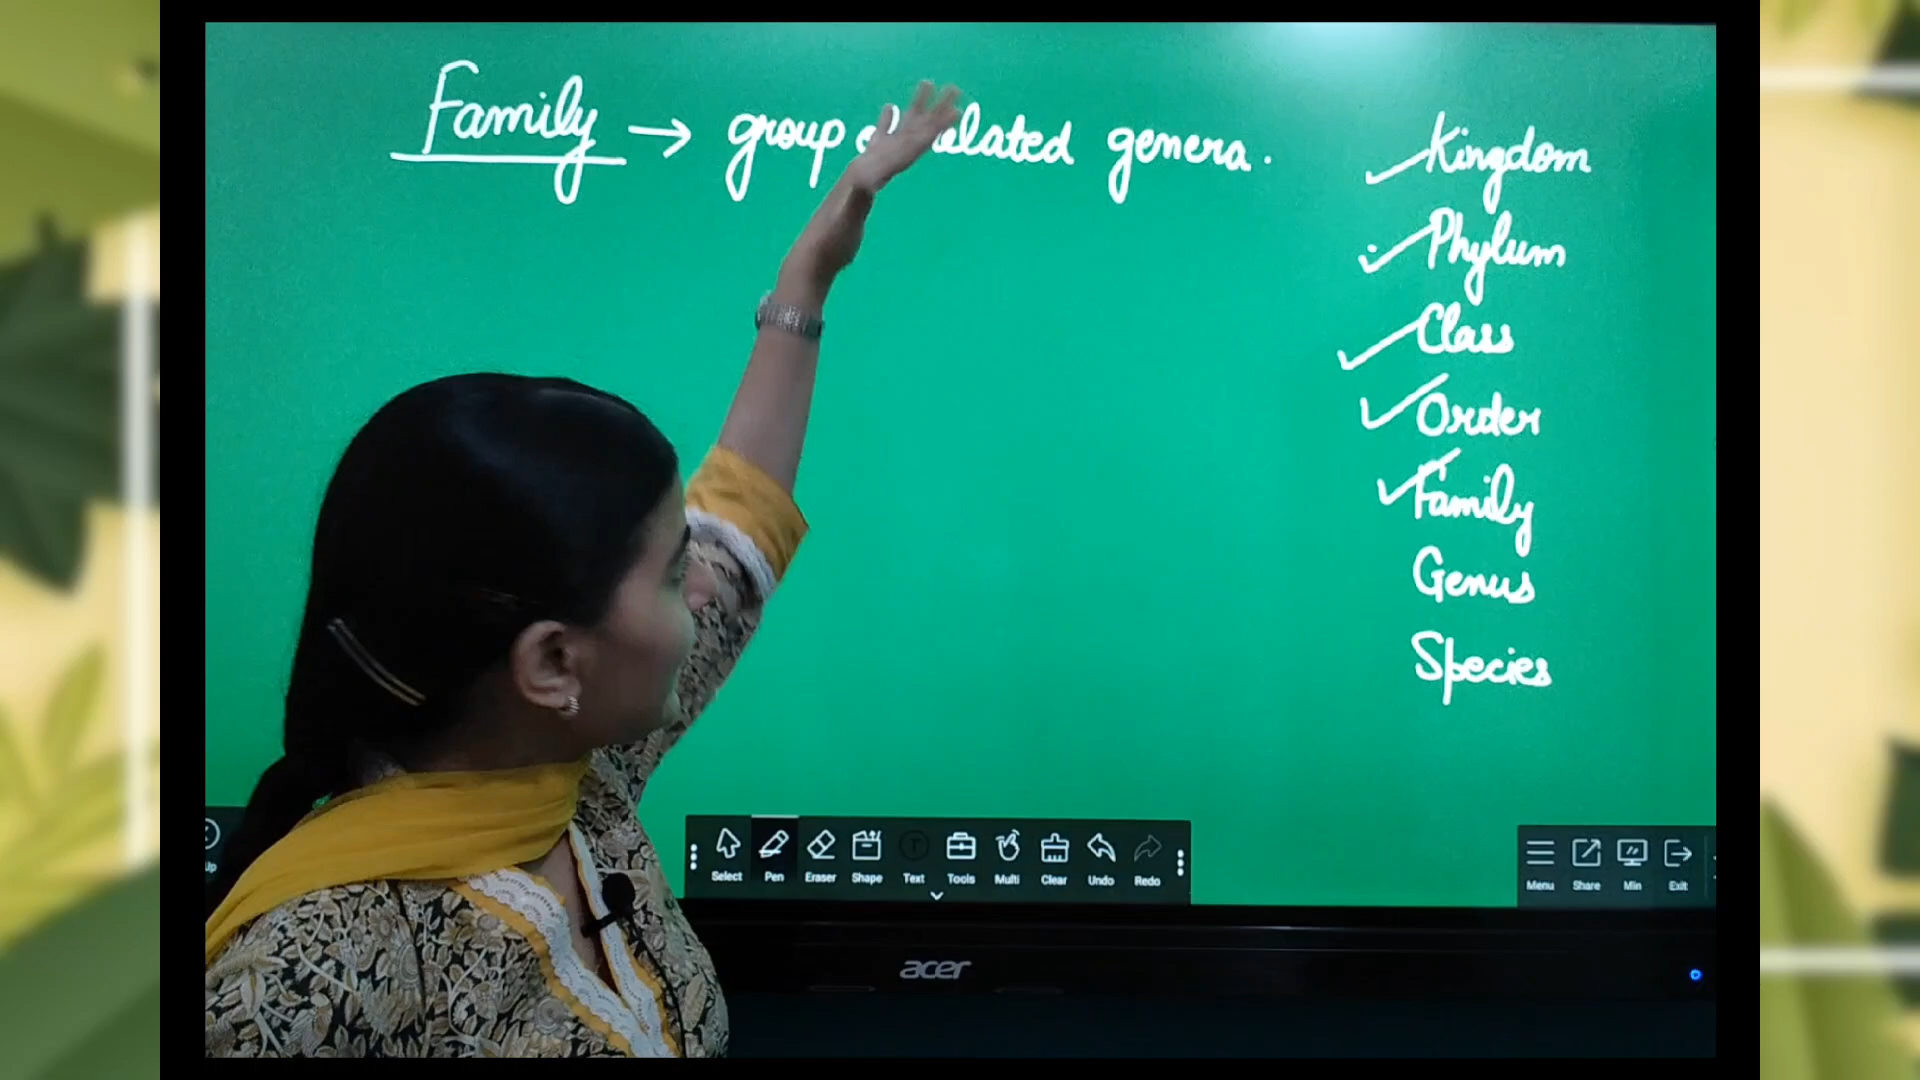 Family → group related genera.
Kingdom
Phylum
Class
Order
Family
Genus
Species
Select Pen Eraser Shape Text Tools Multi Clear Undo Redo
Menu Share Min Exit
Up
acer